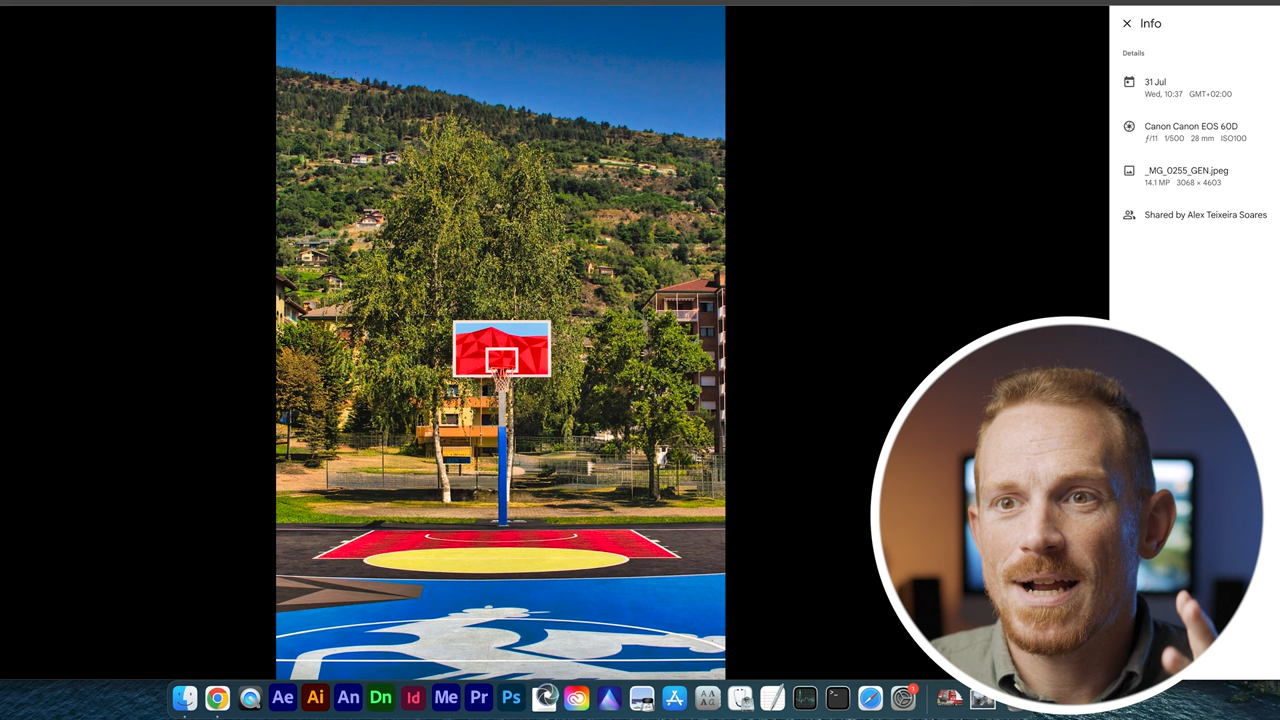 Info
Details
31 Jul
Wed, 10:37 GMT+02:00
Canon Canon EOS 60D
ƒ/11 1/500 28 mm ISO100
_MG_0255_GEN.jpeg
14.1 MP 3068 × 4603
Shared by Alex Teixeira Soares
Ae Ai An Dn Id Me Pr Ps
1